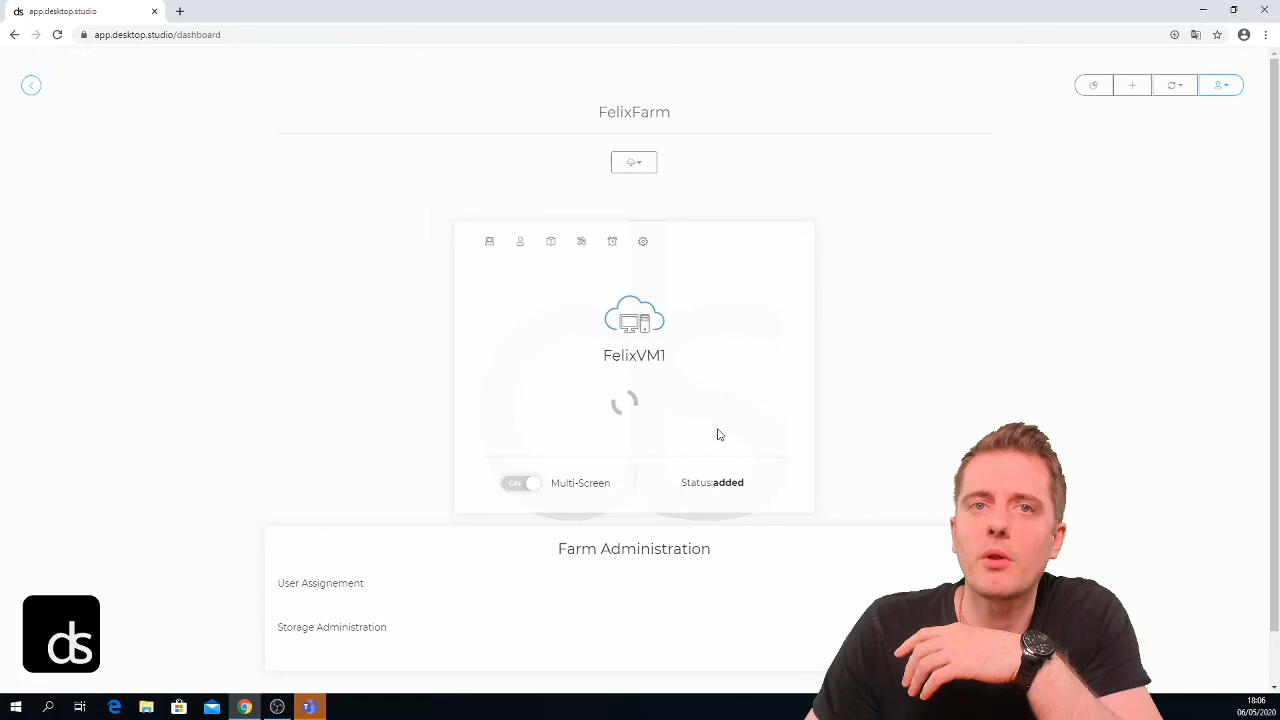 ds app.desktop.studio
app.desktop.studio/dashboard
FelixFarm
FelixVM1
ON Multi-Screen Status:added
Farm Administration
User Assignement
Storage Administration
ds
18:06
06/05/2020